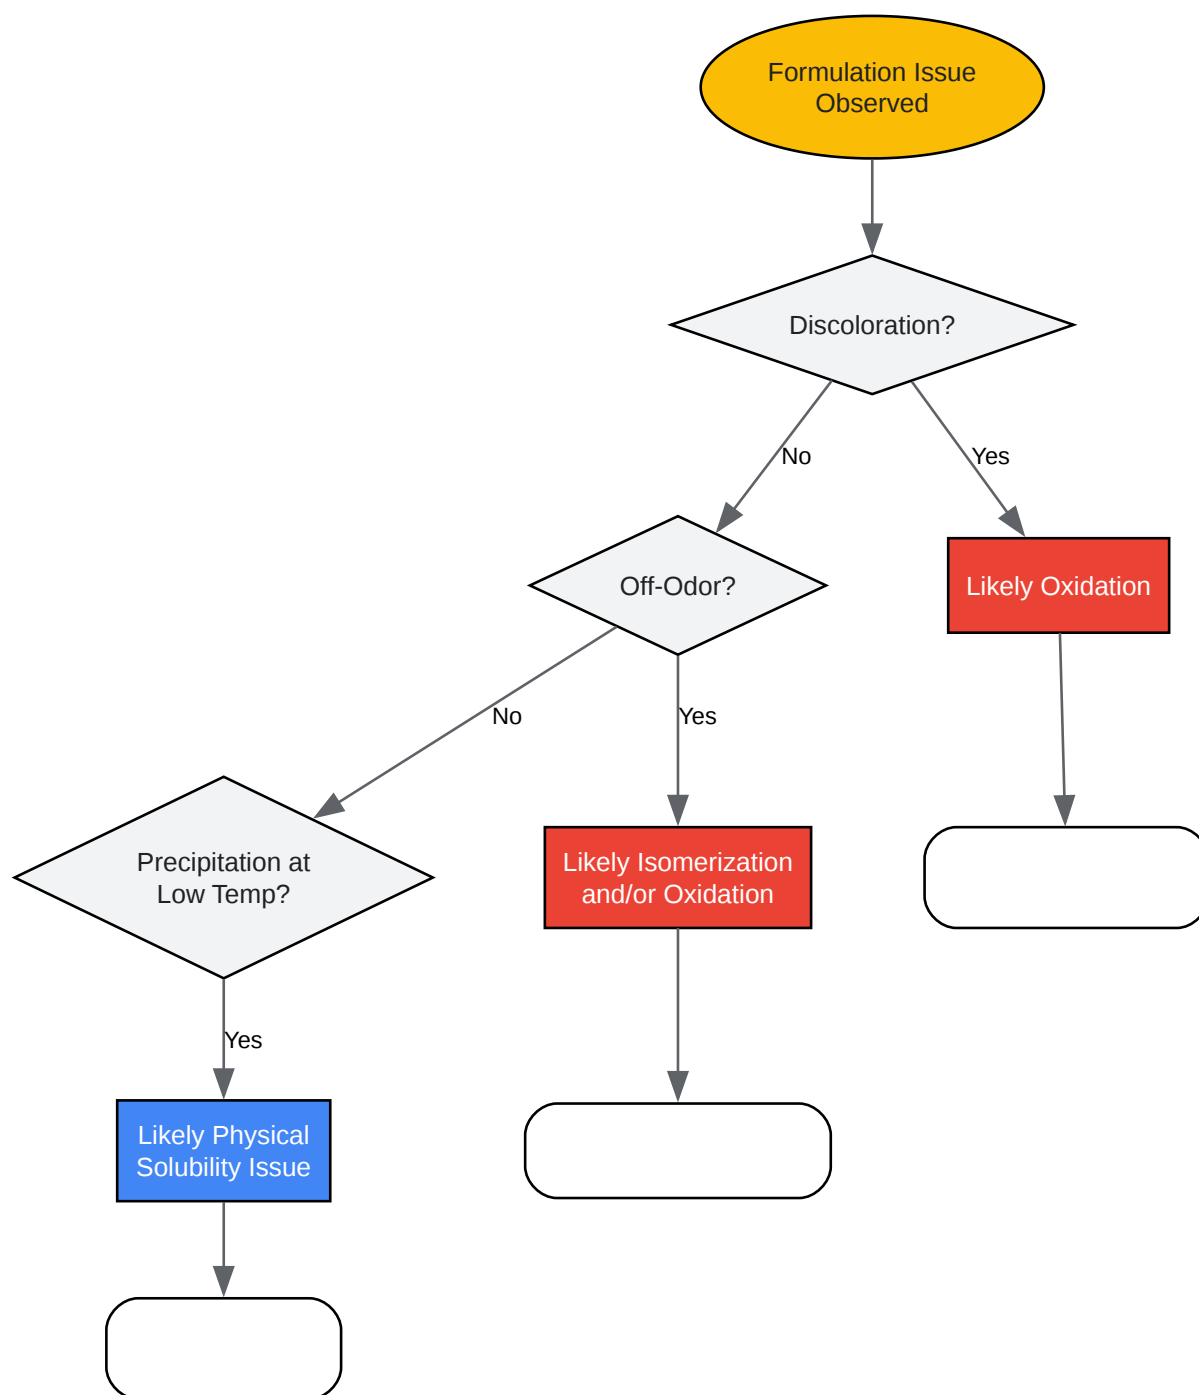 Formulation Issue
Observed
Discoloration?
No
Yes
Off-Odor?
Likely Oxidation
No
Yes
Precipitation at
Low Temp?
Likely Isomerization
and/or Oxidation
Yes
Likely Physical
Solubility Issue